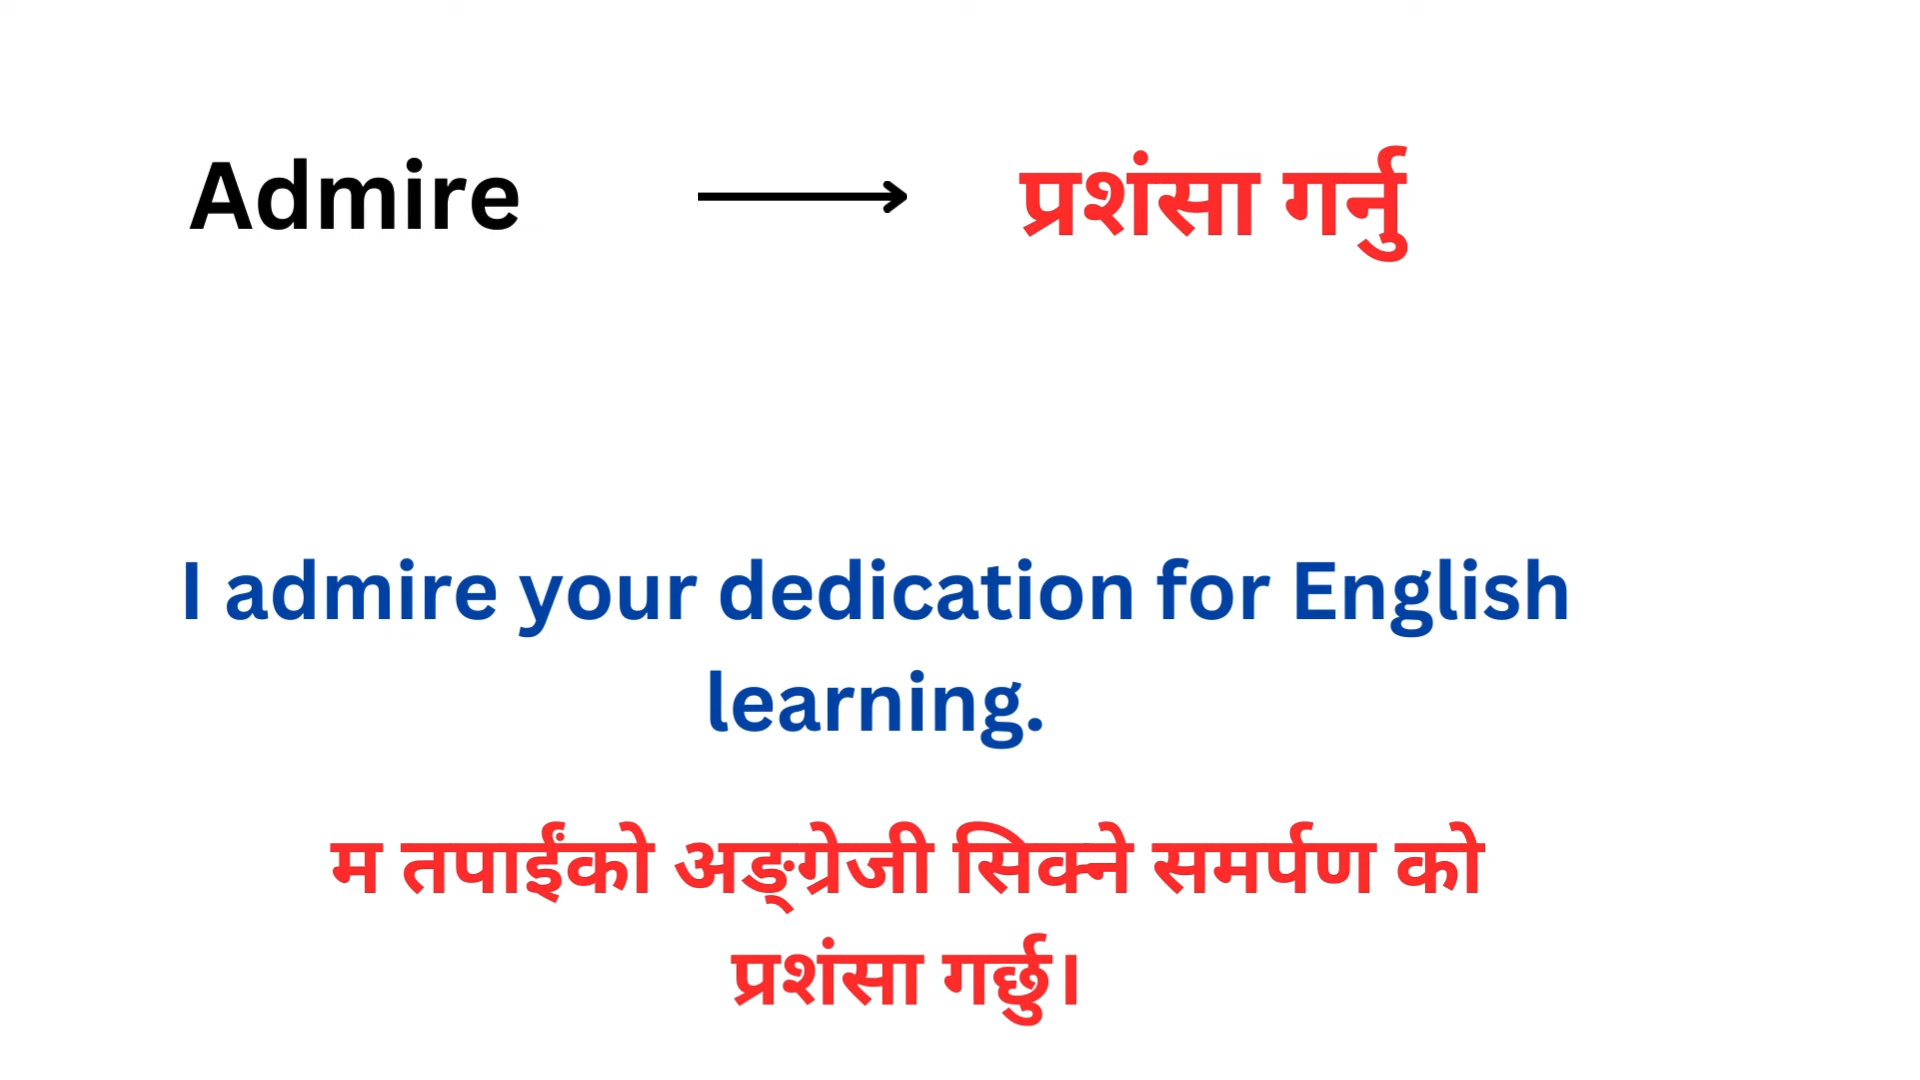 Admire → प्रशंसा गर्नु
I admire your dedication for English
learning.
म तपाईंको अङ्ग्रेजी सिक्ने समर्पण को
प्रशंसा गर्छु।